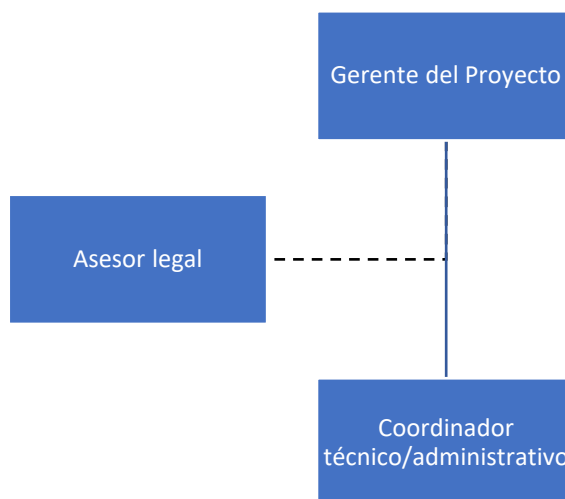 Gerente del Proyecto
Asesor legal
Coordinador
técnico/administrativo